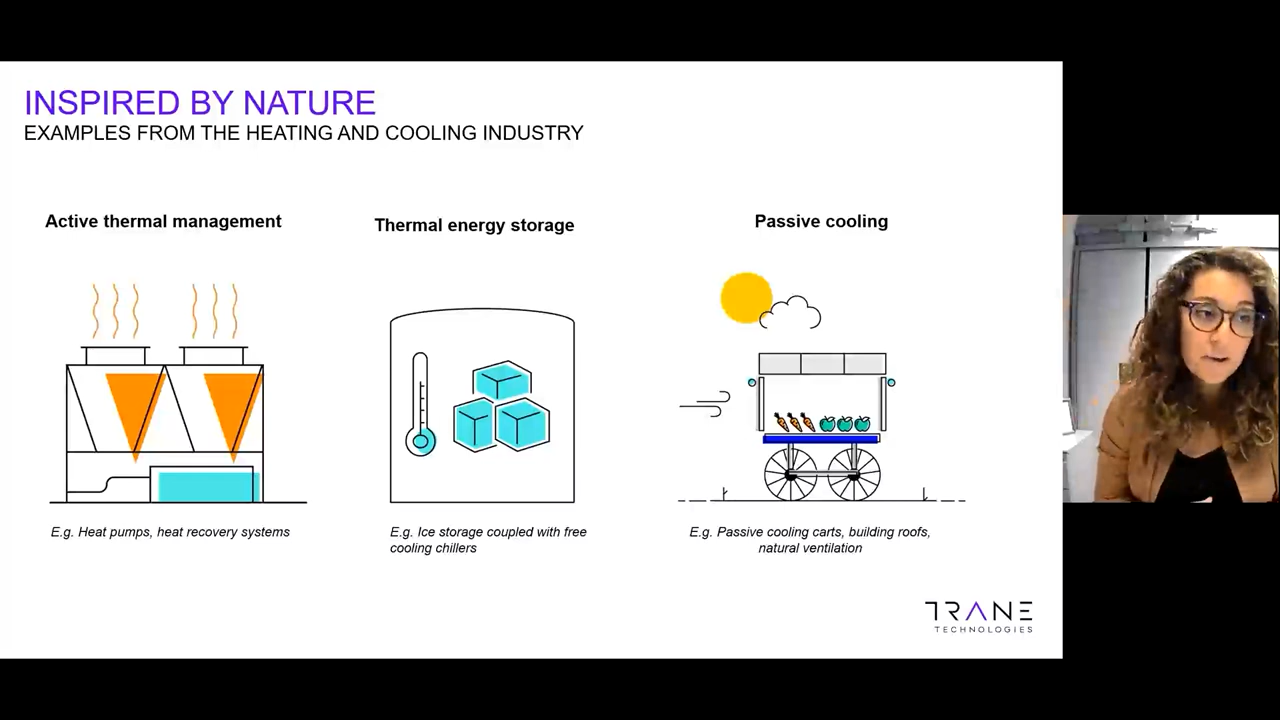 INSPIRED BY NATURE
EXAMPLES FROM THE HEATING AND COOLING INDUSTRY
Active thermal management
Thermal energy storage
Passive cooling
E.g. Heat pumps, heat recovery systems
E.g. Ice storage coupled with free
cooling chillers
E.g. Passive cooling carts, building roofs,
natural ventilation
TRANE
TECHNOLOGIES